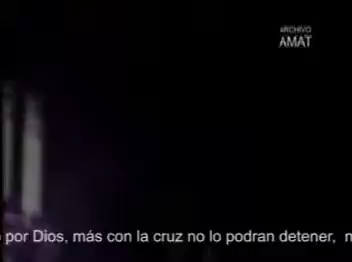 ARCHIVO
AMAT
por Dios, más con la cruz no lo podran detener,